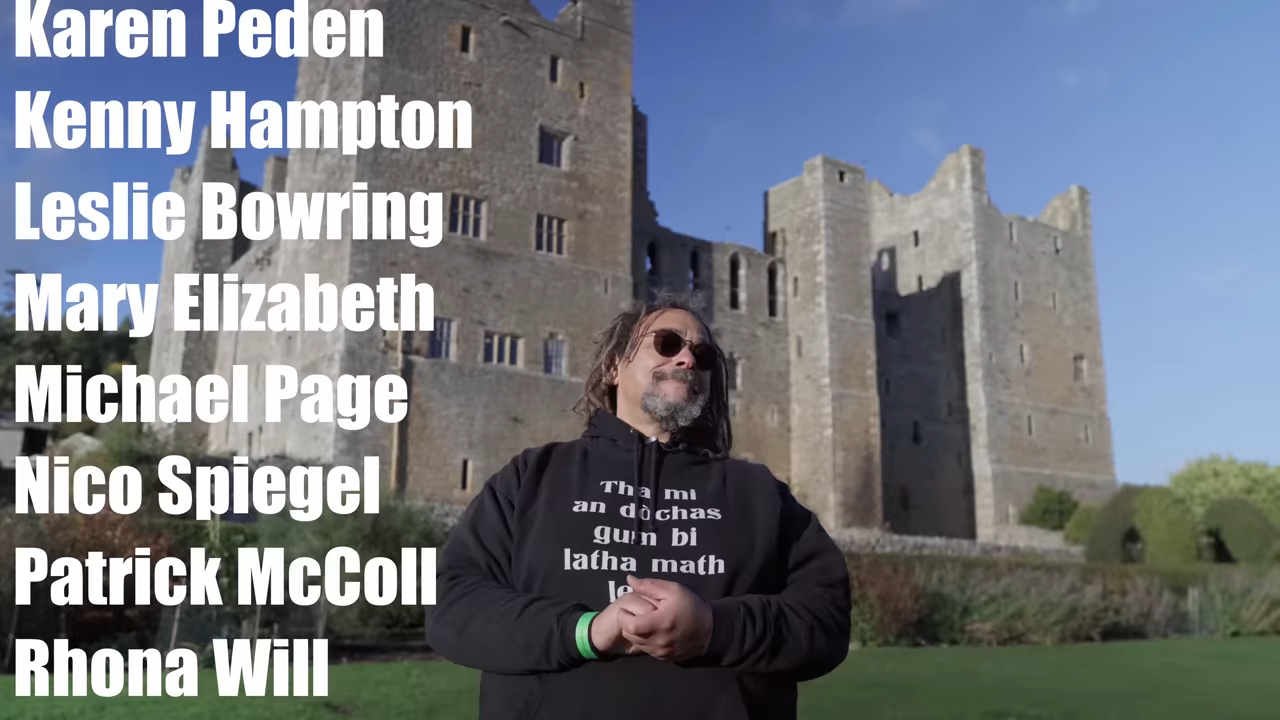 Karen Peden
Kenny Hampton
Leslie Bowring
Mary Elizabeth
Michael Page
Nico Spiegel
Patrick McColl
Rhona Will
Tha mi
an dòchas
gum bi
latha math